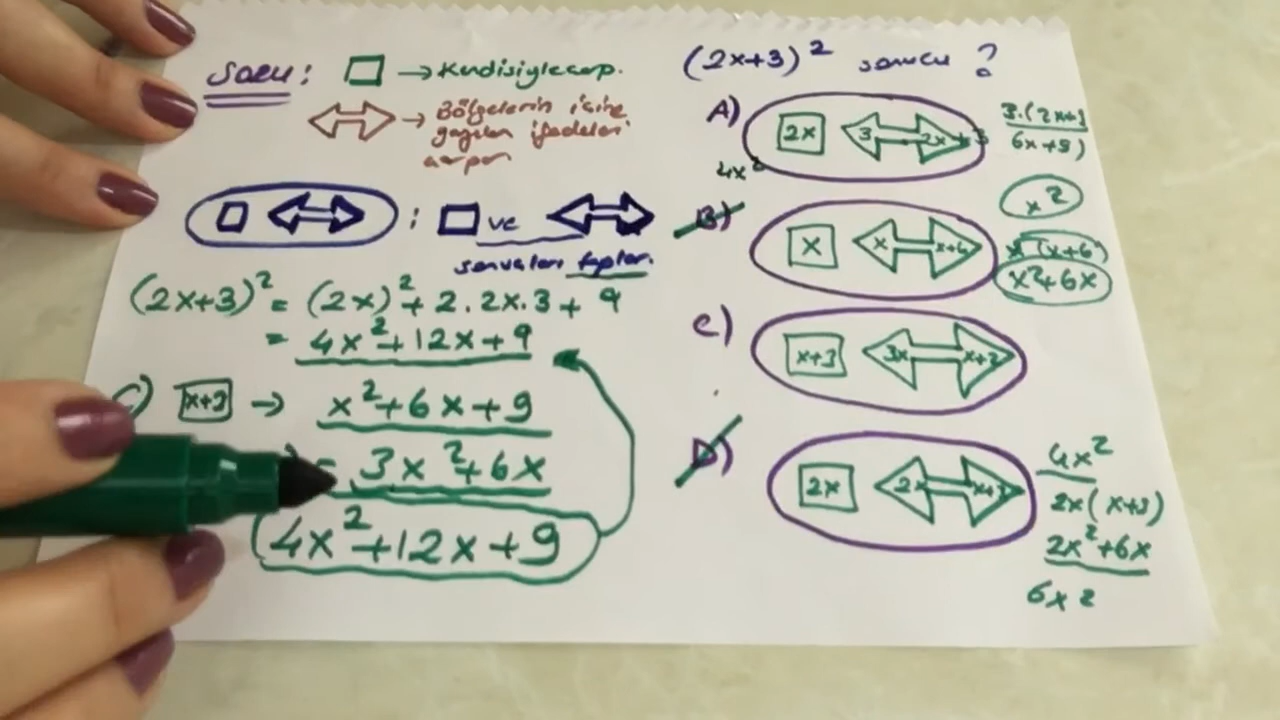 Soru: □ → Kendisiyle çarp.
⇔ → Bölgelerin içine
yazılan ifadeleri
çarpar
□ ⇔ : □ ve ⇔
sonuçları toplar.
(2x+3)² = (2x)² + 2.2x.3 + 9
= 4x²+12x+9
C) x+3 → x²+6x+9
= 3x²+6x
4x²+12x+9
(2x+3)² sonucu ?
A) 2x 3 2x+3
3.(2x+3
6x+9)
4x²
B) x x x+6
x²
x(x+6)
x²+6x
C) x+3 3x x+2
D) 2x 2x x+3
4x²
2x(x+3)
2x²+6x
6x²